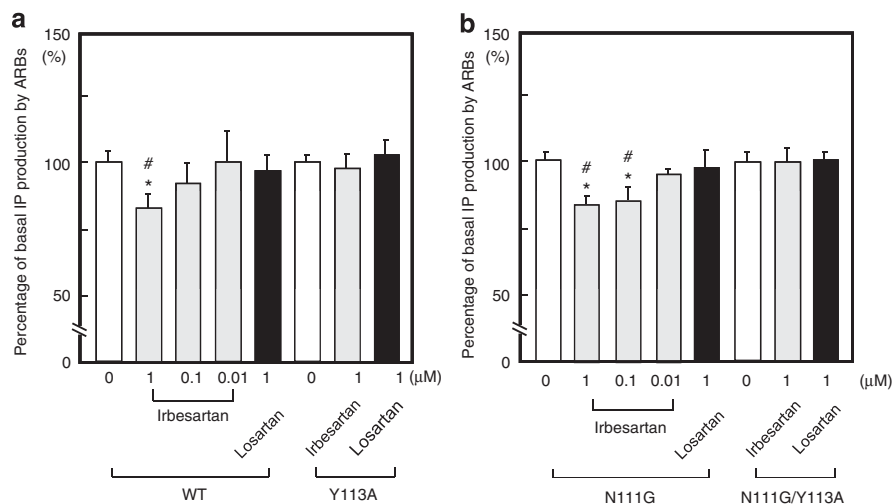 a
150
(%)
100
50
0
Percentage of basal IP production by ARBs
#
*
0 1 0.1 0.01 1 0 1 1 (μM)
Irbesartan
Losartan
Irbesartan
Losartan
WT Y113A
b
150
(%)
100
50
0
Percentage of basal IP production by ARBs
#
*
#
*
0 1 0.1 0.01 1 0 1 1 (μM)
Irbesartan
Losartan
Irbesartan
Losartan
N111G N111G/Y113A